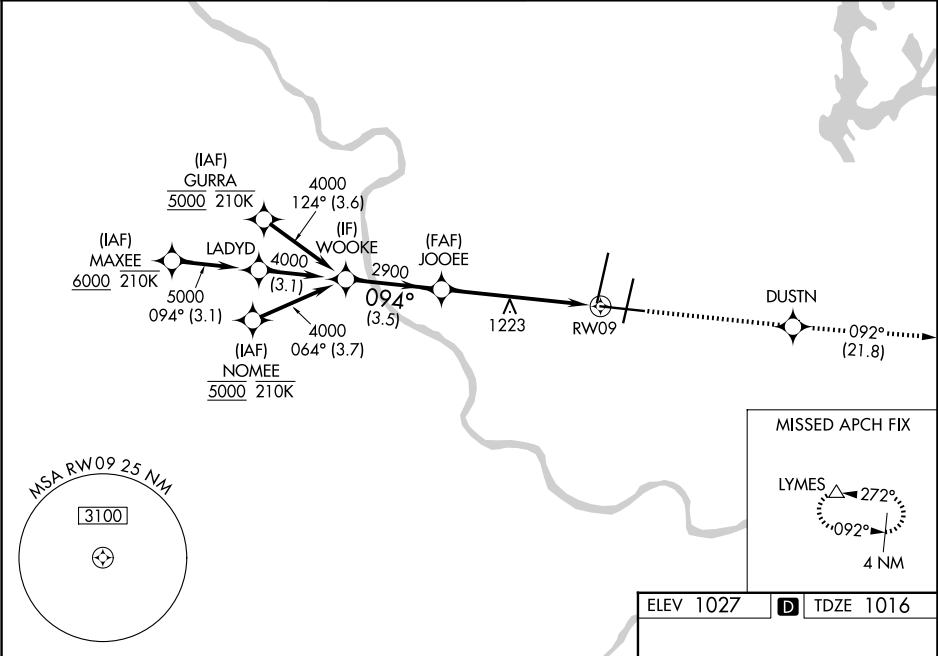 (IAF)
GURRA
5000 210K
4000
124° (3.6)
(IAF)
MAXEE
6000 210K
LADYD
4000
(3.1)
5000
094° (3.1)
(IF)
WOOKE
2900
094°
(3.5)
(FAF)
JOOEE
4000
064° (3.7)
(IAF)
NOMEE
5000 210K
1223
RW09
DUSTN
092°
(21.8)
MSA RW09 25 NM
3100
MISSED APCH FIX
LYMES
272°
092°
4 NM
ELEV 1027 D TDZE 1016